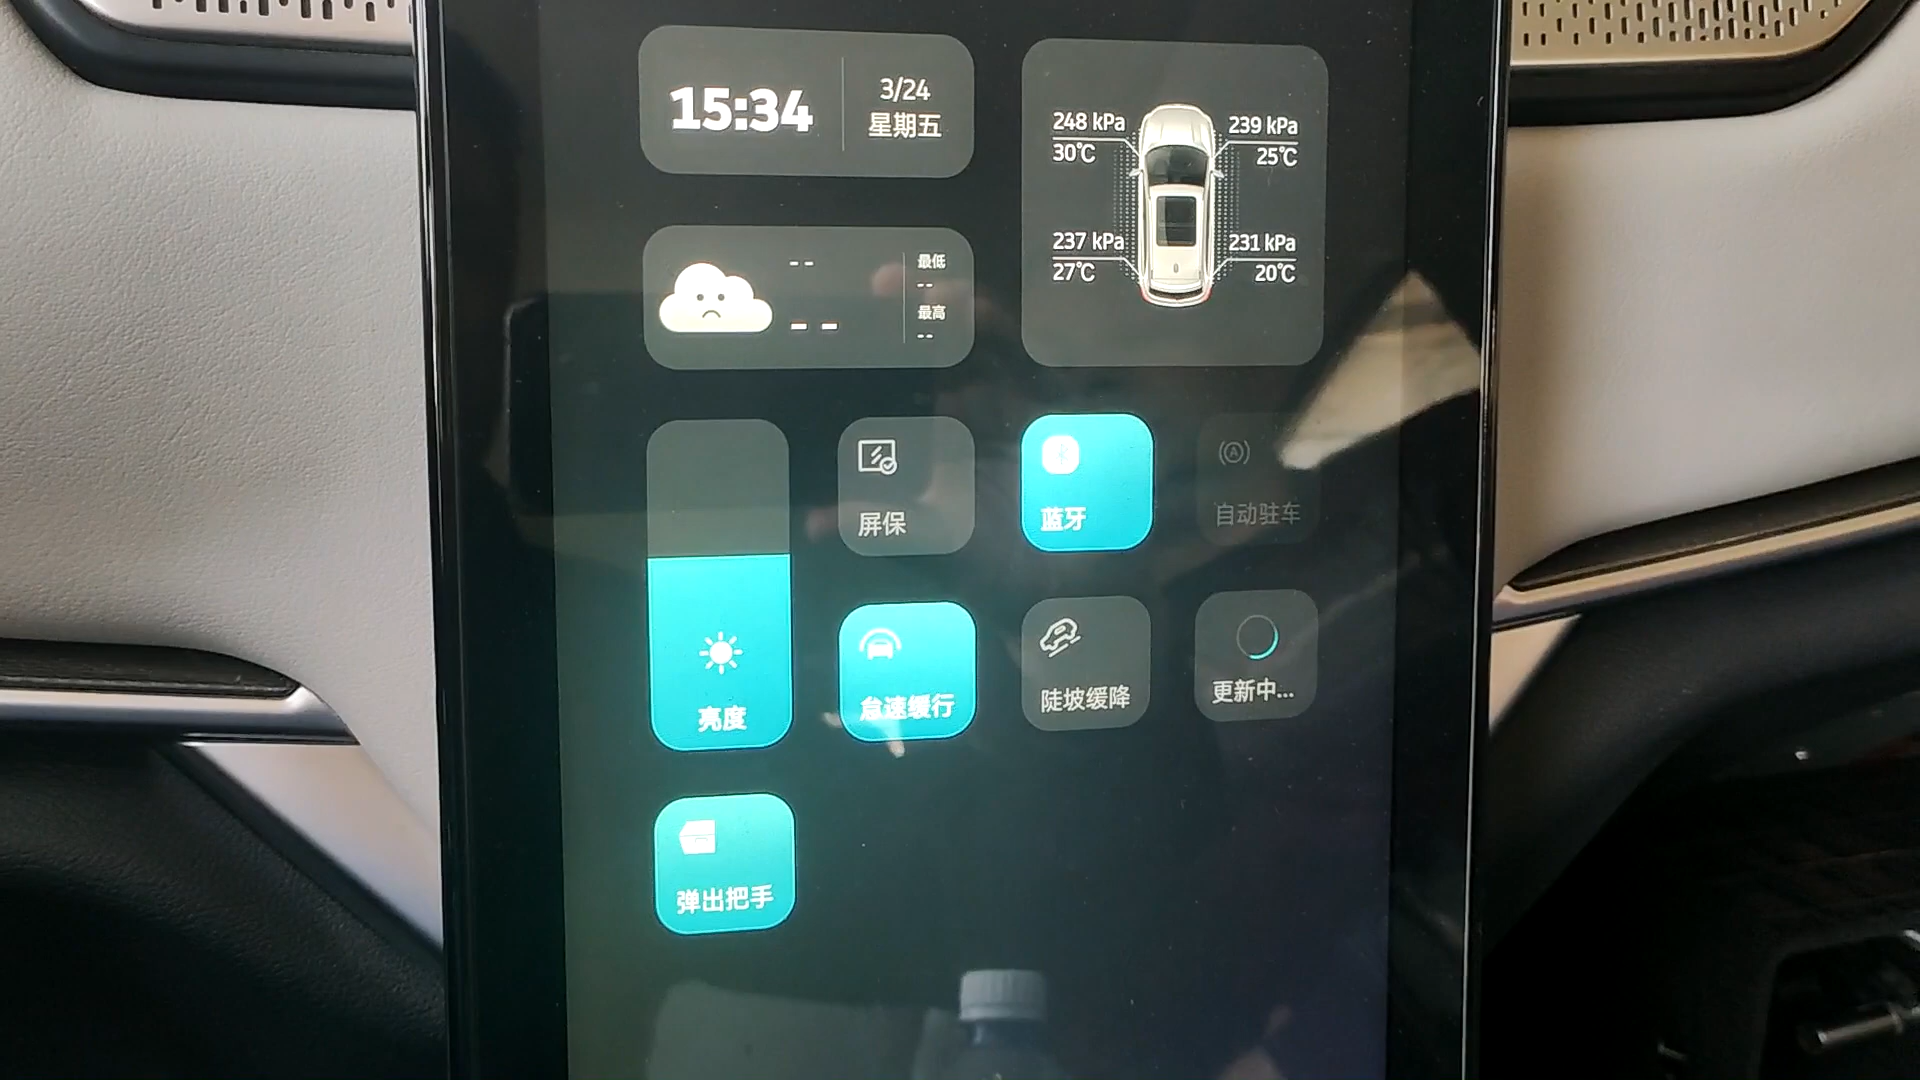 15:34
3/24
星期五
248 kPa
30℃
239 kPa
25℃
237 kPa
27℃
231 kPa
20℃
--
--
最低
--
最高
--
屏保
蓝牙
自动驻车
亮度
怠速缓行
陡坡缓降
更新中...
弹出把手